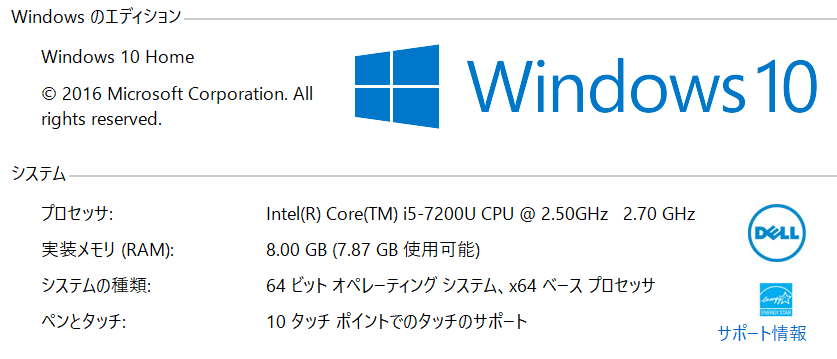 Windows のエディション
Windows 10 Home
© 2016 Microsoft Corporation. All
rights reserved.
Windows 10
システム
プロセッサ: Intel(R) Core(TM) i5-7200U CPU @ 2.50GHz 2.70 GHz
実装メモリ (RAM): 8.00 GB (7.87 GB 使用可能)
システムの種類: 64 ビット オペレーティング システム、x64 ベース プロセッサ
ペンとタッチ: 10 タッチ ポイントでのタッチのサポート
DELL
ENERGY STAR
サポート情報